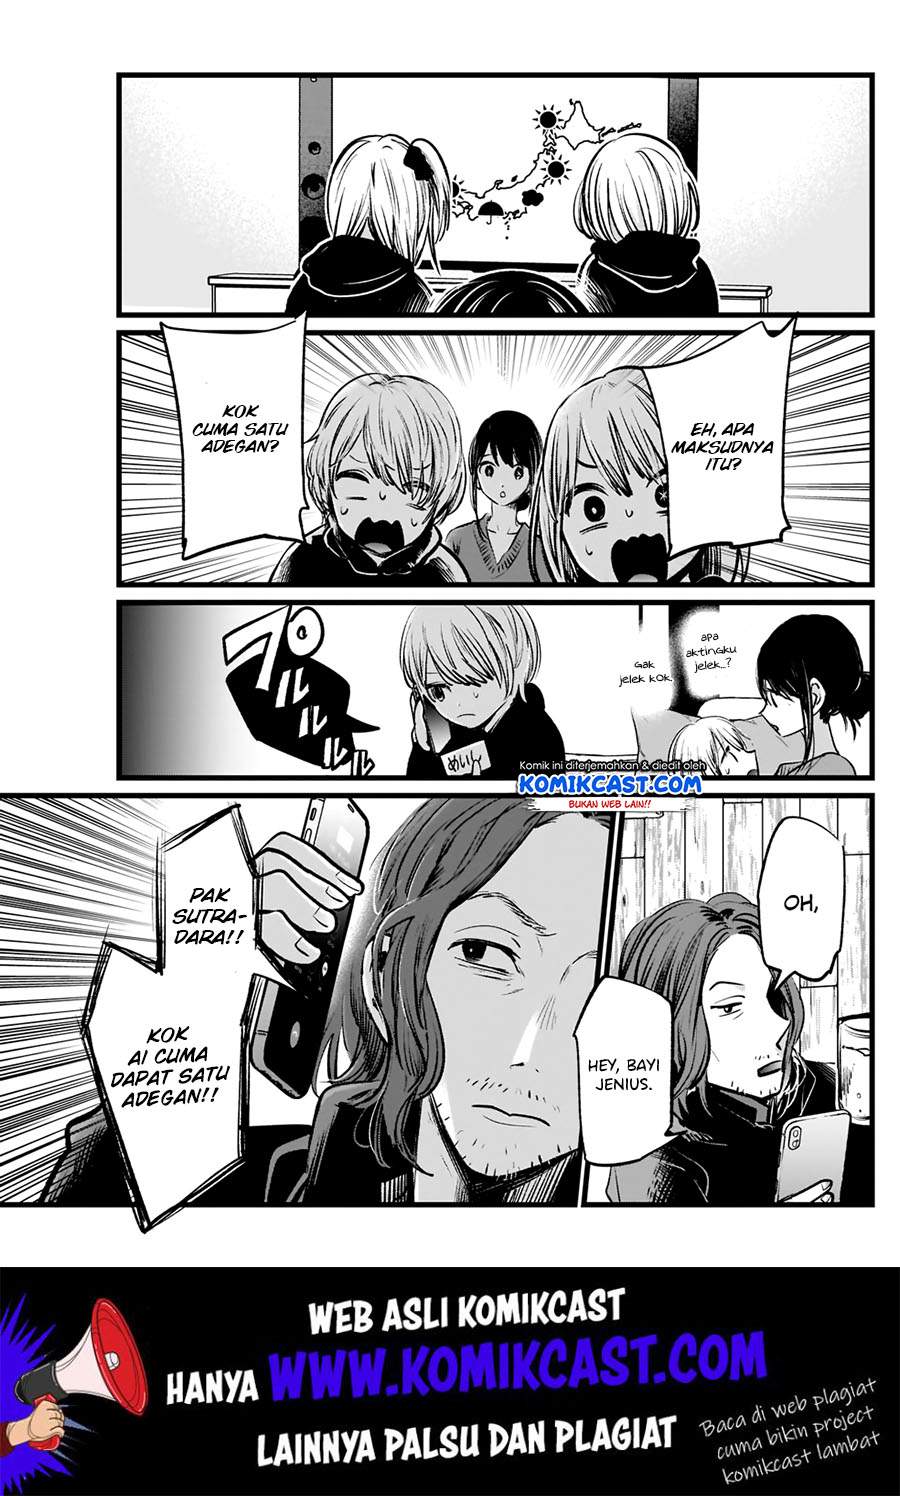 EH, APA
MAKSUDNYA
ITU?
KOK
CUMA SATU
ADEGAN?
apa
aktingku
jelek...?
Gak
jelek kok.
めいし
プルルルル
Komik ini diterjemahkan & diedit oleh
KOMIKCAST.COM
BUKAN WEB LAIN!!
OH,
HEY, BAYI
JENIUS.
PAK
SUTRA-
DARA!!
KOK
AI CUMA
DAPAT SATU
ADEGAN!!
WEB ASLI KOMIKCAST
HANYA WWW.KOMIKCAST.COM
LAINNYA PALSU DAN PLAGIAT
Baca di web plagiat
cuma bikin project
komikcast lambat